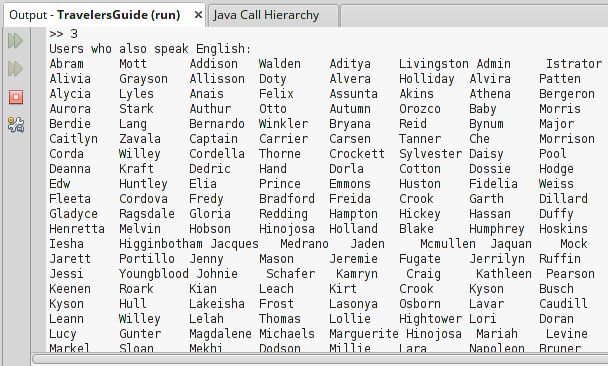 Output - TravelersGuide (run) × Java Call Hierarchy
>> 3
Users who also speak English:
Abram Mott Addison Walden Aditya Livingston Admin Istrator
Alivia Grayson Allisson Doty Alvera Holliday Alvira Patten
Alycia Lyles Anais Felix Assunta Akins Athena Bergeron
Aurora Stark Authur Otto Autumn Orozco Baby Morris
Berdie Lang Bernardo Winkler Bryana Reid Bynum Major
Caitlyn Zavala Captain Carrier Carsen Tanner Che Morrison
Corda Willey Cordella Thorne Crockett Sylvester Daisy Pool
Deanna Kraft Dedric Hand Dorla Cotton Dossie Hodge
Edw Huntley Elia Prince Emmons Huston Fidelia Weiss
Fleeta Cordova Fredy Bradford Freida Crook Garth Dillard
Gladyce Ragsdale Gloria Redding Hampton Hickey Hassan Duffy
Henretta Melvin Hobson Hinojosa Holland Blake Humphrey Hoskins
Iesha Higginbotham Jacques Medrano Jaden Mcmullen Jaquan Mock
Jarett Portillo Jenny Mason Jeremie Fugate Jerrilyn Ruffin
Jessi Youngblood Johnie Schafer Kamryn Craig Kathleen Pearson
Keenen Roark Kian Leach Kirt Crook Kyson Busch
Kyson Hull Lakeisha Frost Lasonya Osborn Lavar Caudill
Leann Willey Lelah Thomas Lollie Hightower Lori Doran
Lucy Gunter Magdalene Michaels Marguerite Hinojosa Mariah Levine
Markel Sloan Mekhi Dodson Millie Lara Napoleon Bruner